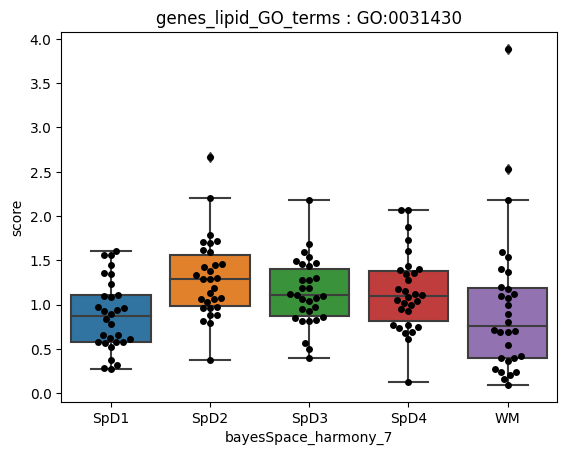 genes_lipid_GO_terms : GO:0031430
4.0
3.5
3.0
2.5
2.0
1.5
1.0
0.5
0.0
score
SpD1 SpD2 SpD3 SpD4 WM
bayesSpace_harmony_7